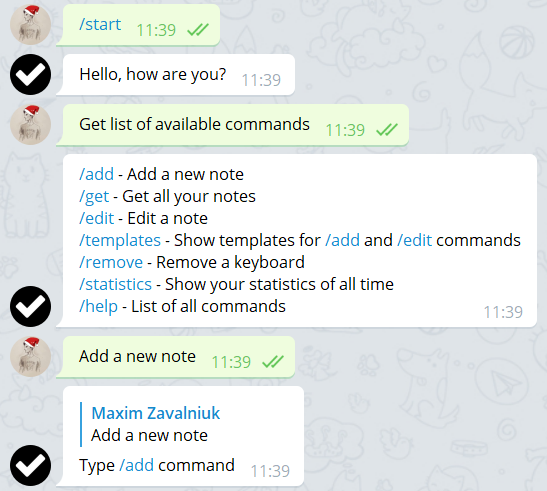 /start 11:39
Hello, how are you? 11:39
Get list of available commands 11:39
/add - Add a new note
/get - Get all your notes
/edit - Edit a note
/templates - Show templates for /add and /edit commands
/remove - Remove a keyboard
/statistics - Show your statistics of all time
/help - List of all commands 11:39
Add a new note 11:39
Maxim Zavalniuk
Add a new note
Type /add command 11:39